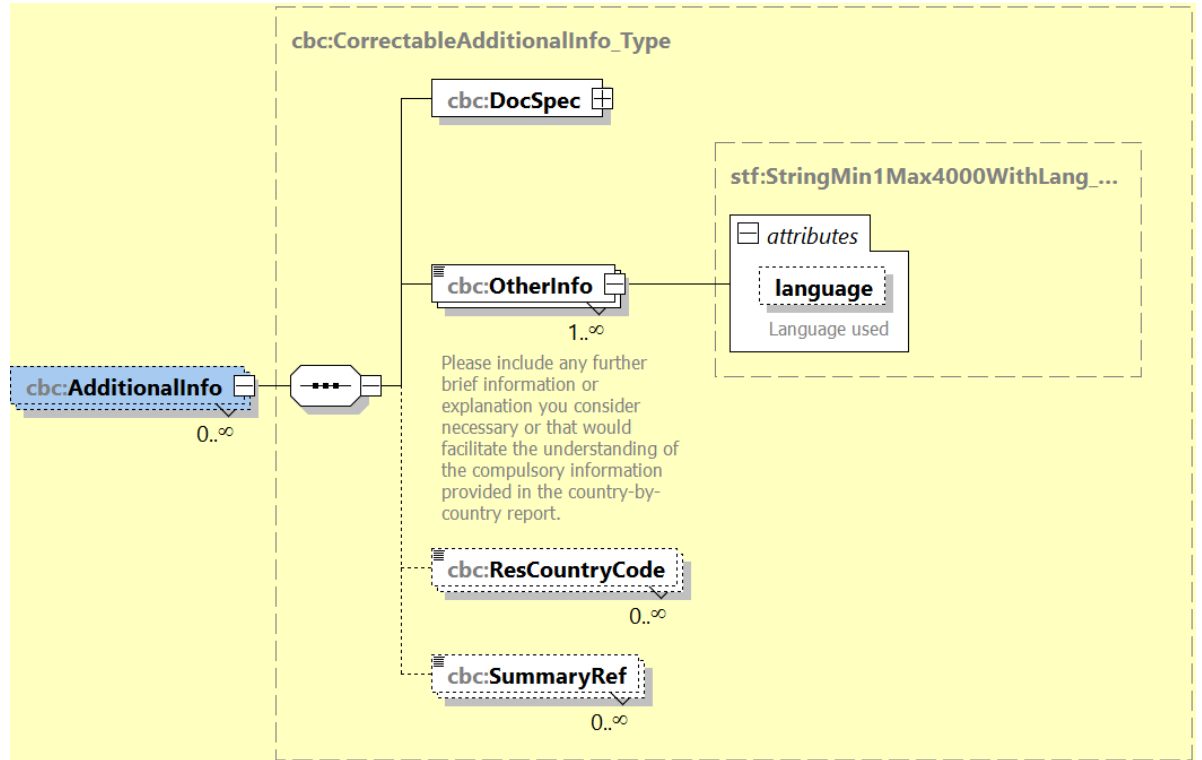 cbc:CorrectableAdditionalInfo_Type
cbc:DocSpec
stf:StringMin1Max4000WithLang_...
attributes
cbc:OtherInfo
language
Language used
1..∞
Please include any further
brief information or
explanation you consider
necessary or that would
facilitate the understanding of
the compulsory information
provided in the country-by-
country report.
cbc:AdditionalInfo
0..∞
cbc:ResCountryCode
0..∞
cbc:SummaryRef
0..∞